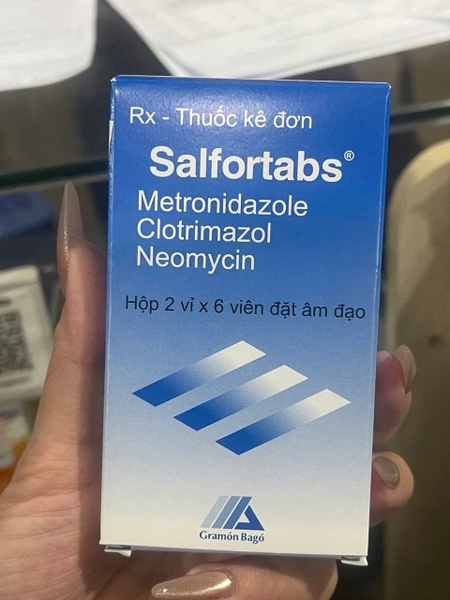 Rx - Thuốc kê đơn
Salfortabs®
Metronidazole
Clotrimazol
Neomycin
Hộp 2 vỉ x 6 viên đặt âm đạo
Gramón Bagó